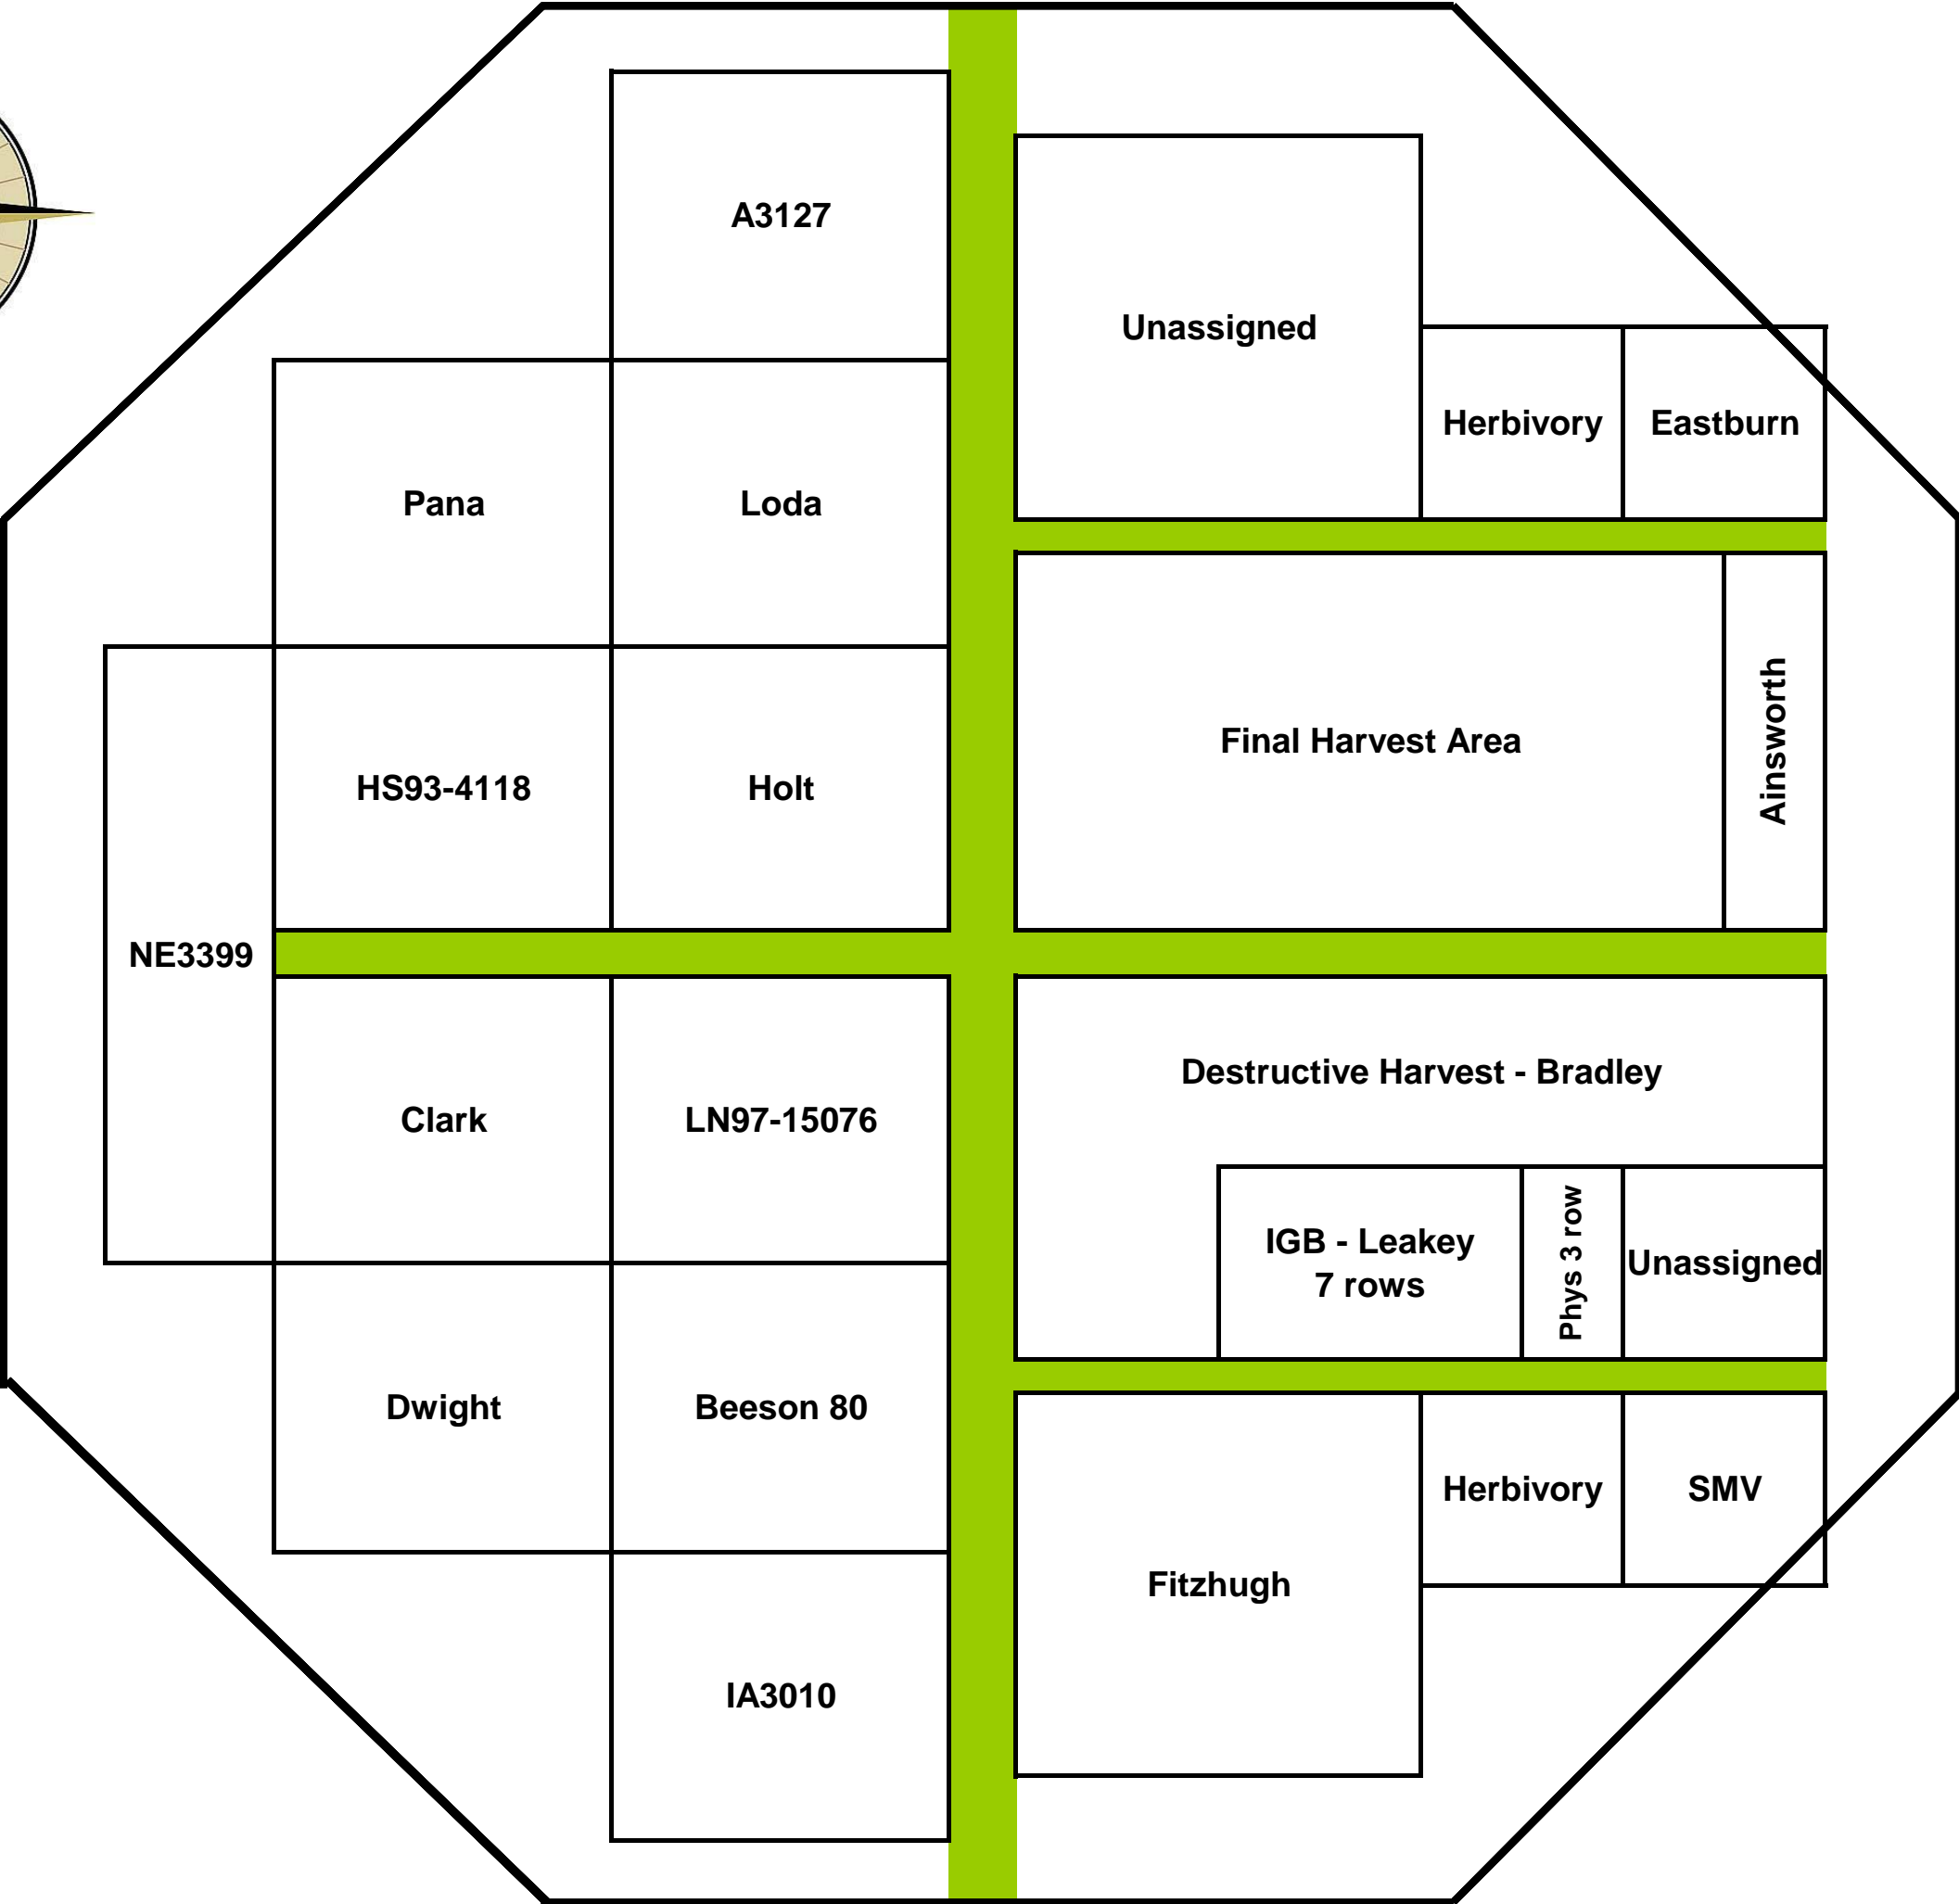 A3127
Unassigned
Herbivory
Eastburn
Pana
Loda
Final Harvest Area
Ainsworth
HS93-4118
Holt
NE3399
Destructive Harvest - Bradley
Clark
LN97-15076
IGB - Leakey
7 rows
Phys 3 row
Unassigned
Dwight
Beeson 80
Herbivory
SMV
Fitzhugh
IA3010